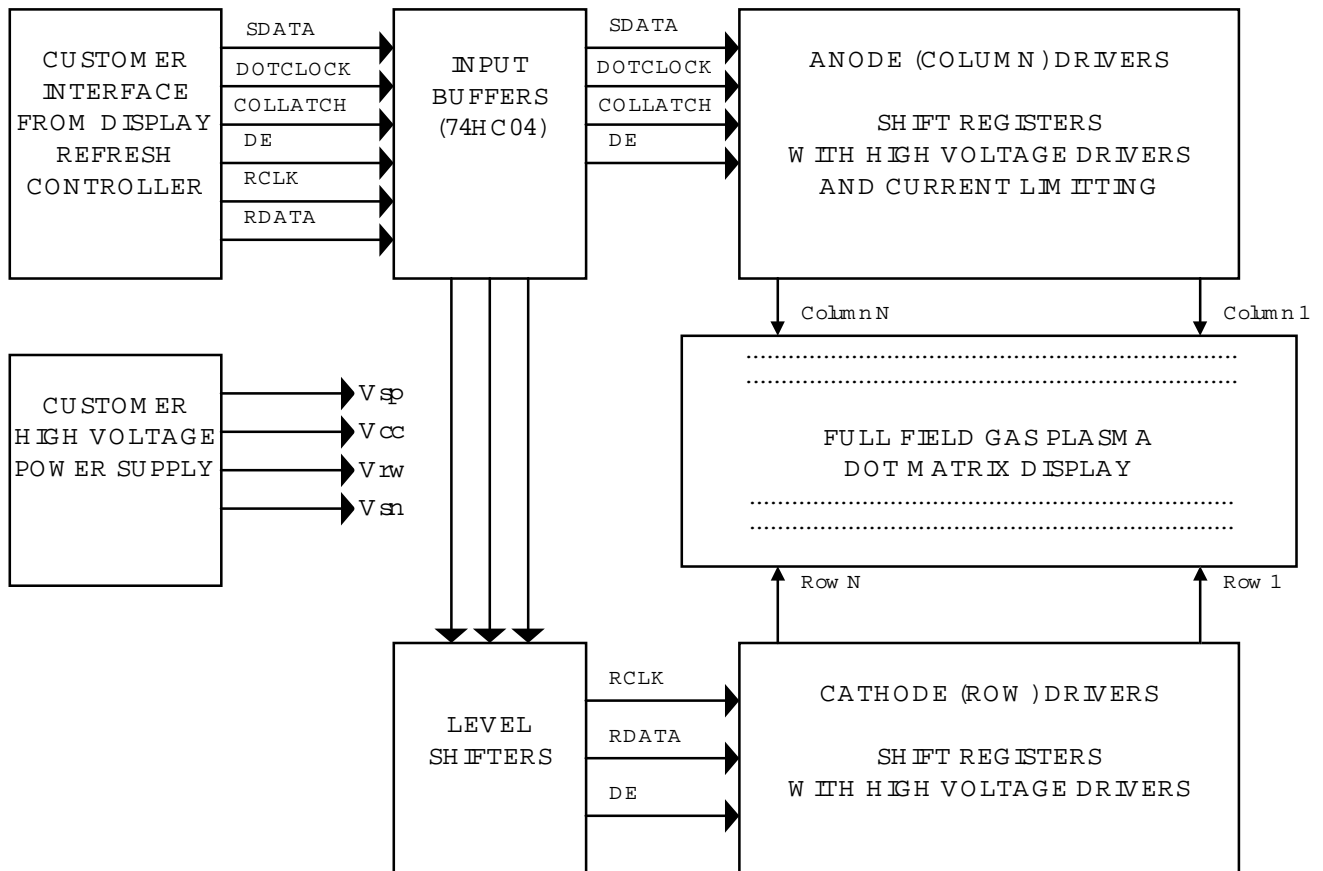 CUSTOMER
INTERFACE
FROM DISPLAY
REFRESH
CONTROLLER
SDATA
DOTCLOCK
COLLATCH
DE
RCLK
RDATA
INPUT
BUFFERS
(74HC04)
SDATA
DOTCLOCK
COLLATCH
DE
ANODE (COLUMN) DRIVERS
SHIFT REGISTERS
WITH HIGH VOLTAGE DRIVERS
AND CURRENT LIMITTING
Column N
Column 1
CUSTOMER
HIGH VOLTAGE
POWER SUPPLY
Vsp
Vcc
Vrw
Vsn
FULL FIELD GAS PLASMA
DOT MATRIX DISPLAY
Row N
Row 1
LEVEL
SHIFTERS
RCLK
RDATA
DE
CATHODE (ROW) DRIVERS
SHIFT REGISTERS
WITH HIGH VOLTAGE DRIVERS